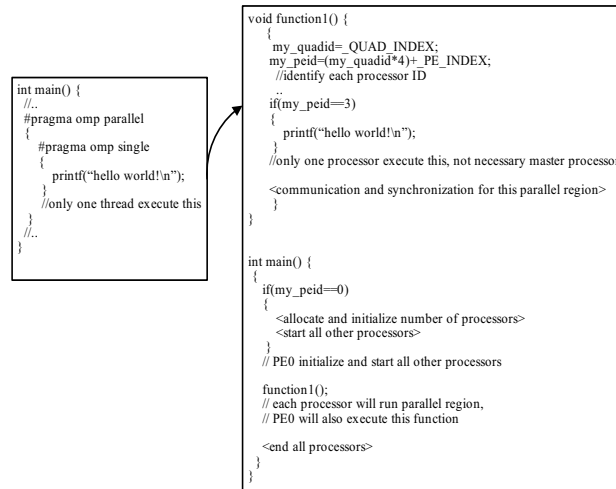 int main() {
//..
#pragma omp parallel
{
#pragma omp single
{
printf(“hello world!\n”);
}
//only one thread execute this
}
//..
}
void function1() {
{
my_quadid=_QUAD_INDEX;
my_peid=(my_quadid*4)+_PE_INDEX;
//identify each processor ID
..
if(my_peid==3)
{
printf(“hello world!\n”);
}
//only one processor execute this, not necessary master processor
<communication and synchronization for this parallel region>
}
}
int main() {
{
if(my_peid==0)
{
<allocate and initialize number of processors>
<start all other processors>
}
// PE0 initialize and start all other processors
function1();
// each processor will run parallel region,
// PE0 will also execute this function
<end all processors>
}
}